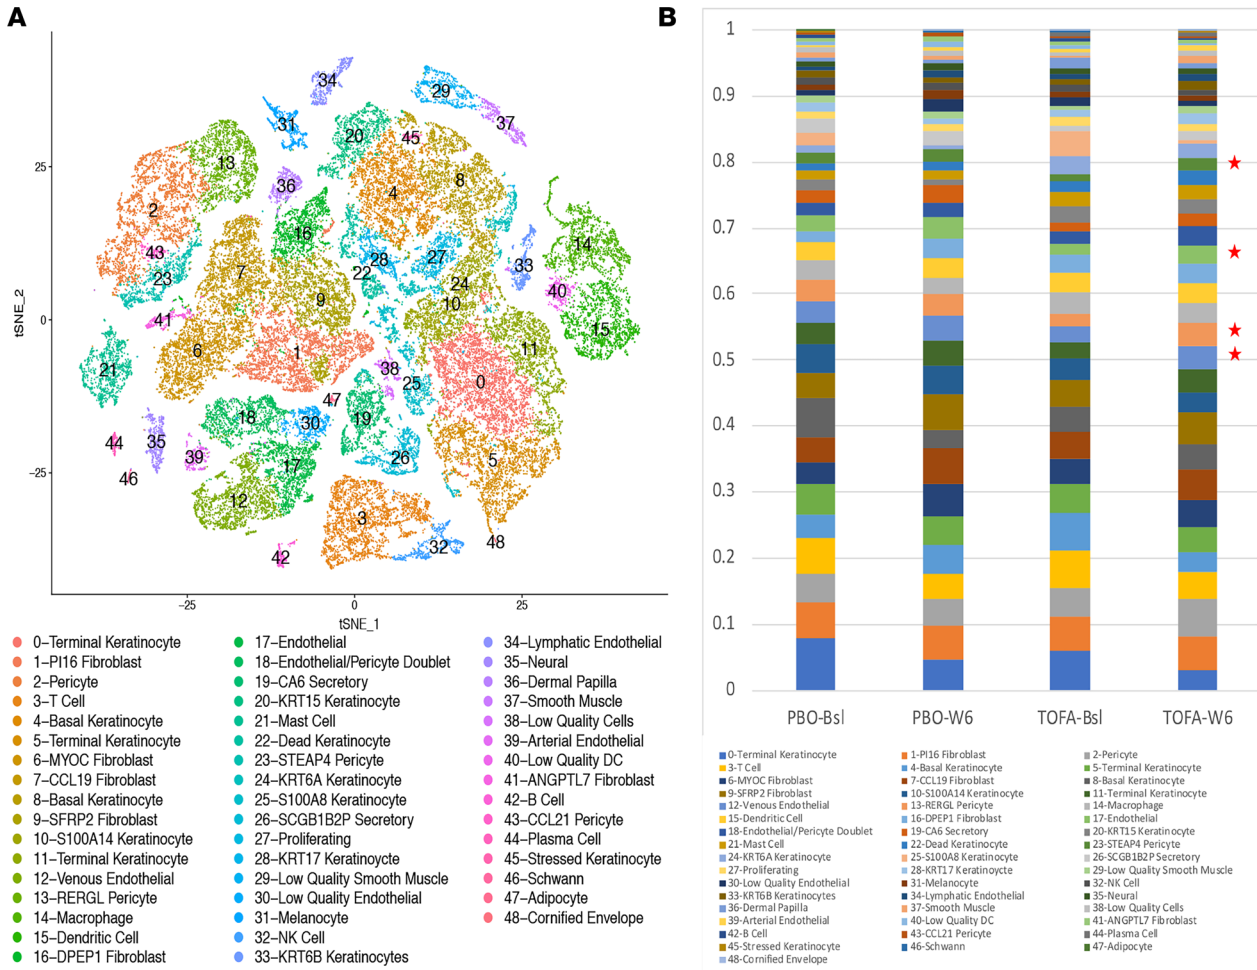 A
B
tSNE_2
25
0
−25
−25
0
25
tSNE_1
34
29
37
31
20
45
13
36
4
8
2
16
14
43
23
7
28
27
33
22
24
40
9
10
41
15
6
1
11
21
38
25
0
47
18
30
19
44
35
46
39
17
26
5
12
3
32
48
42
0−Terminal Keratinocyte
1−PI16 Fibroblast
2−Pericyte
3−T Cell
4−Basal Keratinocyte
5−Terminal Keratinocyte
6−MYOC Fibroblast
7−CCL19 Fibroblast
8−Basal Keratinocyte
9−SFRP2 Fibroblast
10−S100A14 Keratinocyte
11−Terminal Keratinocyte
12−Venous Endothelial
13−RERGL Pericyte
14−Macrophage
15−Dendritic Cell
16−DPEP1 Fibroblast
17−Endothelial
18−Endothelial/Pericyte Doublet
19−CA6 Secretory
20−KRT15 Keratinocyte
21−Mast Cell
22−Dead Keratinocyte
23−STEAP4 Pericyte
24−KRT6A Keratinocyte
25−S100A8 Keratinocyte
26−SCGB1B2P Secretory
27−Proliferating
28−KRT17 Keratinoycte
29−Low Quality Smooth Muscle
30−Low Quality Endothelial
31−Melanocyte
32−NK Cell
33−KRT6B Keratinocytes
34−Lymphatic Endothelial
35−Neural
36−Dermal Papilla
37−Smooth Muscle
38−Low Quality Cells
39−Arterial Endothelial
40−Low Quality DC
41−ANGPTL7 Fibroblast
42−B Cell
43−CCL21 Pericyte
44−Plasma Cell
45−Stressed Keratinocyte
46−Schwann
47−Adipocyte
48−Cornified Envelope
1
0.9
0.8
0.7
0.6
0.5
0.4
0.3
0.2
0.1
0
PBO-Bsl PBO-W6 TOFA-Bsl TOFA-W6
0-Terminal Keratinocyte 1-PI16 Fibroblast 2-Pericyte
3-T Cell 4-Basal Keratinocyte 5-Terminal Keratinocyte
6-MYOC Fibroblast 7-CCL19 Fibroblast 8-Basal Keratinocyte
9-SFRP2 Fibroblast 10-S100A14 Keratinocyte 11-Terminal Keratinocyte
12-Venous Endothelial 13-RERGL Pericyte 14-Macrophage
15-Dendritic Cell 16-DPEP1 Fibroblast 17-Endothelial
18-Endothelial/Pericyte Doublet 19-CA6 Secretory 20-KRT15 Keratinocyte
21-Mast Cell 22-Dead Keratinocyte 23-STEAP4 Pericyte
24-KRT6A Keratinocyte 25-S100A8 Keratinocyte 26-SCGB1B2P Secretory
27-Proliferating 28-KRT17 Keratinoycte 29-Low Quality Smooth Muscle
30-Low Quality Endothelial 31-Melanocyte 32-NK Cell
33-KRT6B Keratinocytes 34-Lymphatic Endothelial 35-Neural
36-Dermal Papilla 37-Smooth Muscle 38-Low Quality Cells
39-Arterial Endothelial 40-Low Quality DC 41-ANGPTL7 Fibroblast
42-B Cell 43-CCL21 Pericyte 44-Plasma Cell
45-Stressed Keratinocyte 46-Schwann 47-Adipocyte
48-Cornified Envelope